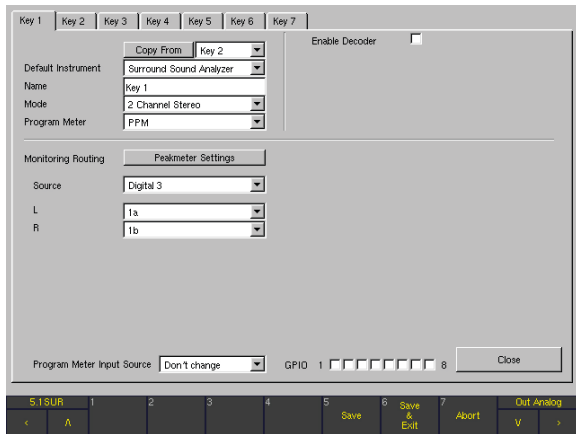 Key 1 Key 2 Key 3 Key 4 Key 5 Key 6 Key 7
Copy From Key 2 Enable Decoder
Default Instrument Surround Sound Analyzer
Name Key 1
Mode 2 Channel Stereo
Program Meter PPM
Monitoring Routing Peakmeter Settings
Source Digital 3
L 1a
R 1b
Program Meter Input Source Don't change GPIO 1 8 Close
5.1SUR 1 2 3 4 5 Save 6 Save & Exit 7 Abort Out Analog
< Λ V >